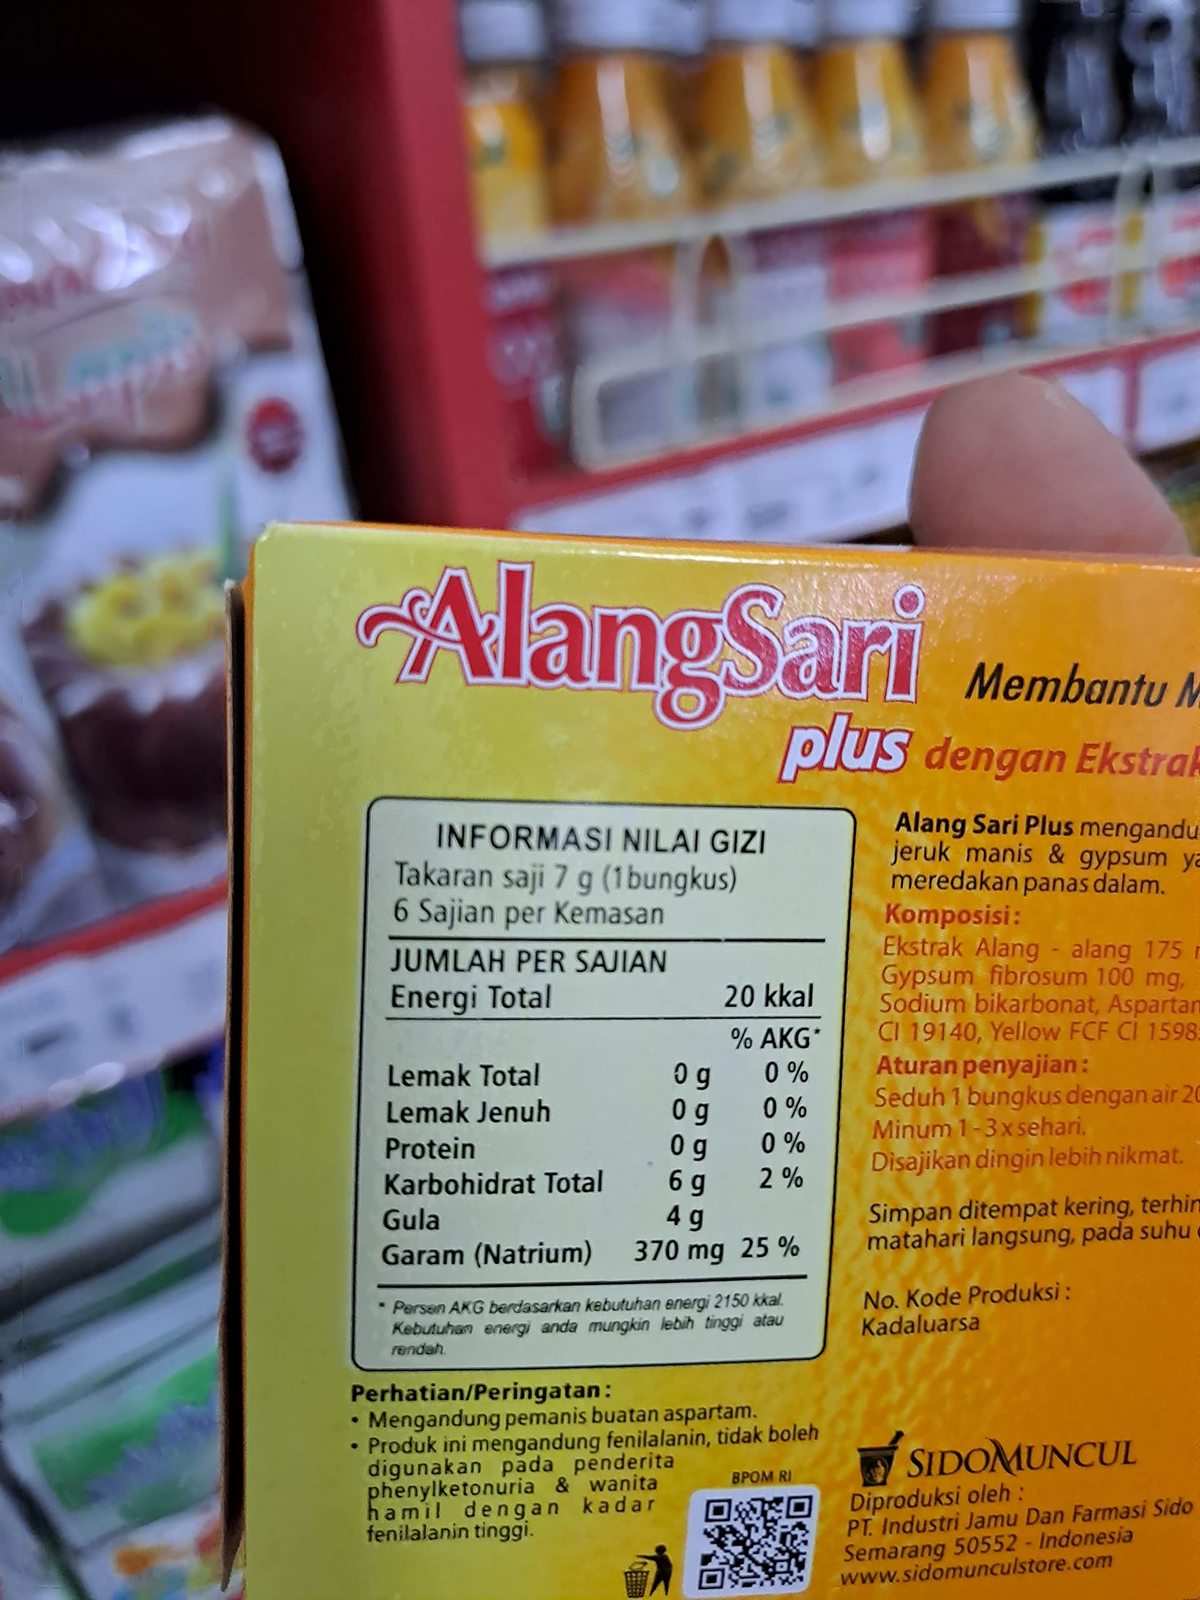 AlangSari
plus
Membantu
dengan Ekstrak
INFORMASI NILAI GIZI
Takaran saji 7 g (1bungkus)
6 Sajian per Kemasan
JUMLAH PER SAJIAN
Energi Total 20 kkal
% AKG*
Lemak Total 0 g 0 %
Lemak Jenuh 0 g 0 %
Protein 0 g 0 %
Karbohidrat Total 6 g 2 %
Gula 4 g
Garam (Natrium) 370 mg 25 %
* Persen AKG berdasarkan kebutuhan energi 2150 kkal.
Kebutuhan energi anda mungkin lebih tinggi atau
rendah.
Perhatian/Peringatan :
• Mengandung pemanis buatan aspartam.
• Produk ini mengandung fenilalanin, tidak boleh
digunakan pada penderita
phenylketonuria & wanita
hamil dengan kadar
fenilalanin tinggi.
BPOM RI
Alang Sari Plus mengandu
jeruk manis & gypsum ya
meredakan panas dalam.
Komposisi :
Ekstrak Alang - alang 175
Gypsum fibrosum 100 mg,
Sodium bikarbonat, Aspartam
CI 19140, Yellow FCF CI 1598
Aturan penyajian :
Seduh 1 bungkus dengan air 20
Minum 1 - 3 x sehari.
Disajikan dingin lebih nikmat.
Simpan ditempat kering, terhin
matahari langsung, pada suhu
No. Kode Produksi :
Kadaluarsa
SIDOMUNCUL
Diproduksi oleh :
PT. Industri Jamu Dan Farmasi Sido
Semarang 50552 - Indonesia
www.sidomunculstore.com